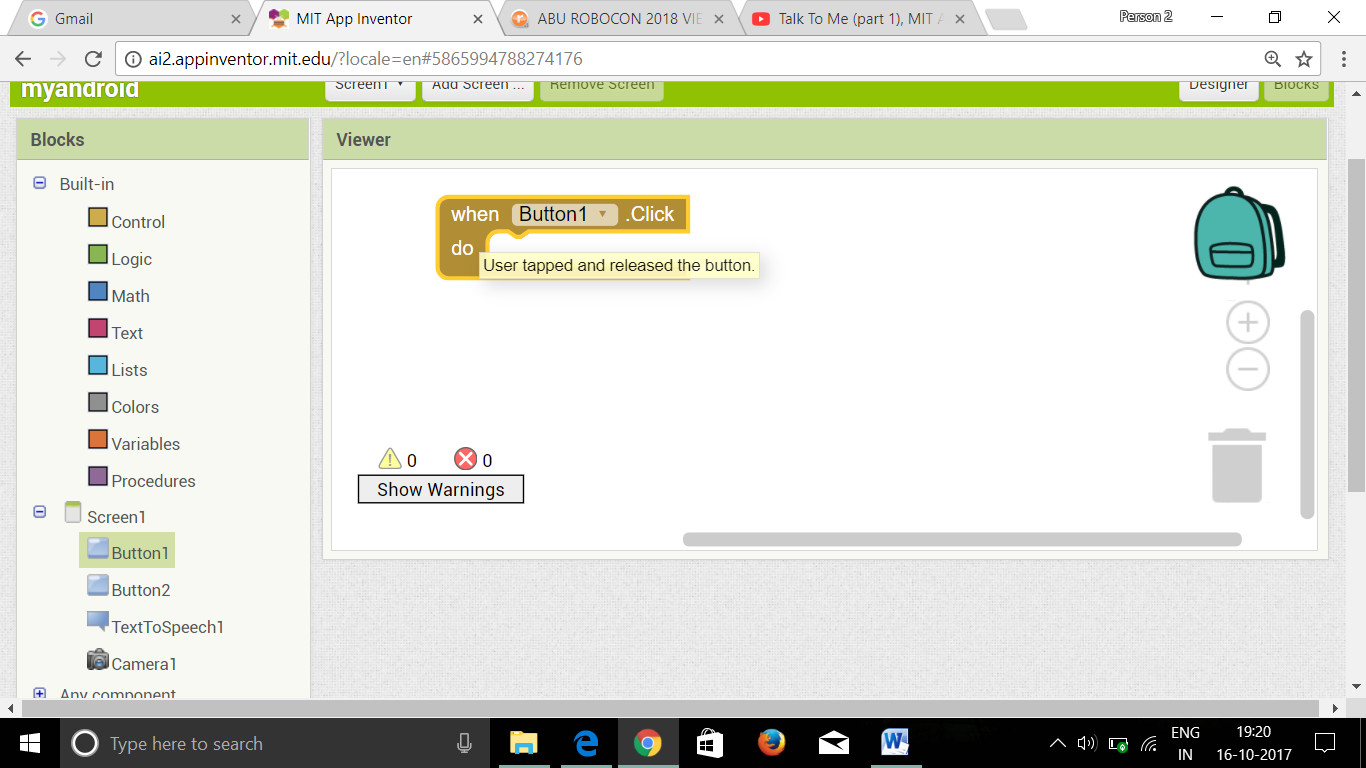 Gmail
MIT App Inventor
ABU ROBOCON 2018 VIE
Talk To Me (part 1), MIT A
Person 2
ai2.appinventor.mit.edu/?locale=en#5865994788274176
myandroid
Screen1
Add Screen ...
Remove Screen
Designer
Blocks
Blocks
Viewer
Built-in
Control
Logic
Math
Text
Lists
Colors
Variables
Procedures
Screen1
Button1
Button2
TextToSpeech1
Camera1
Any component
when Button1 .Click
do
User tapped and released the button.
0 0
Show Warnings
Type here to search
ENG
IN
19:20
16-10-2017